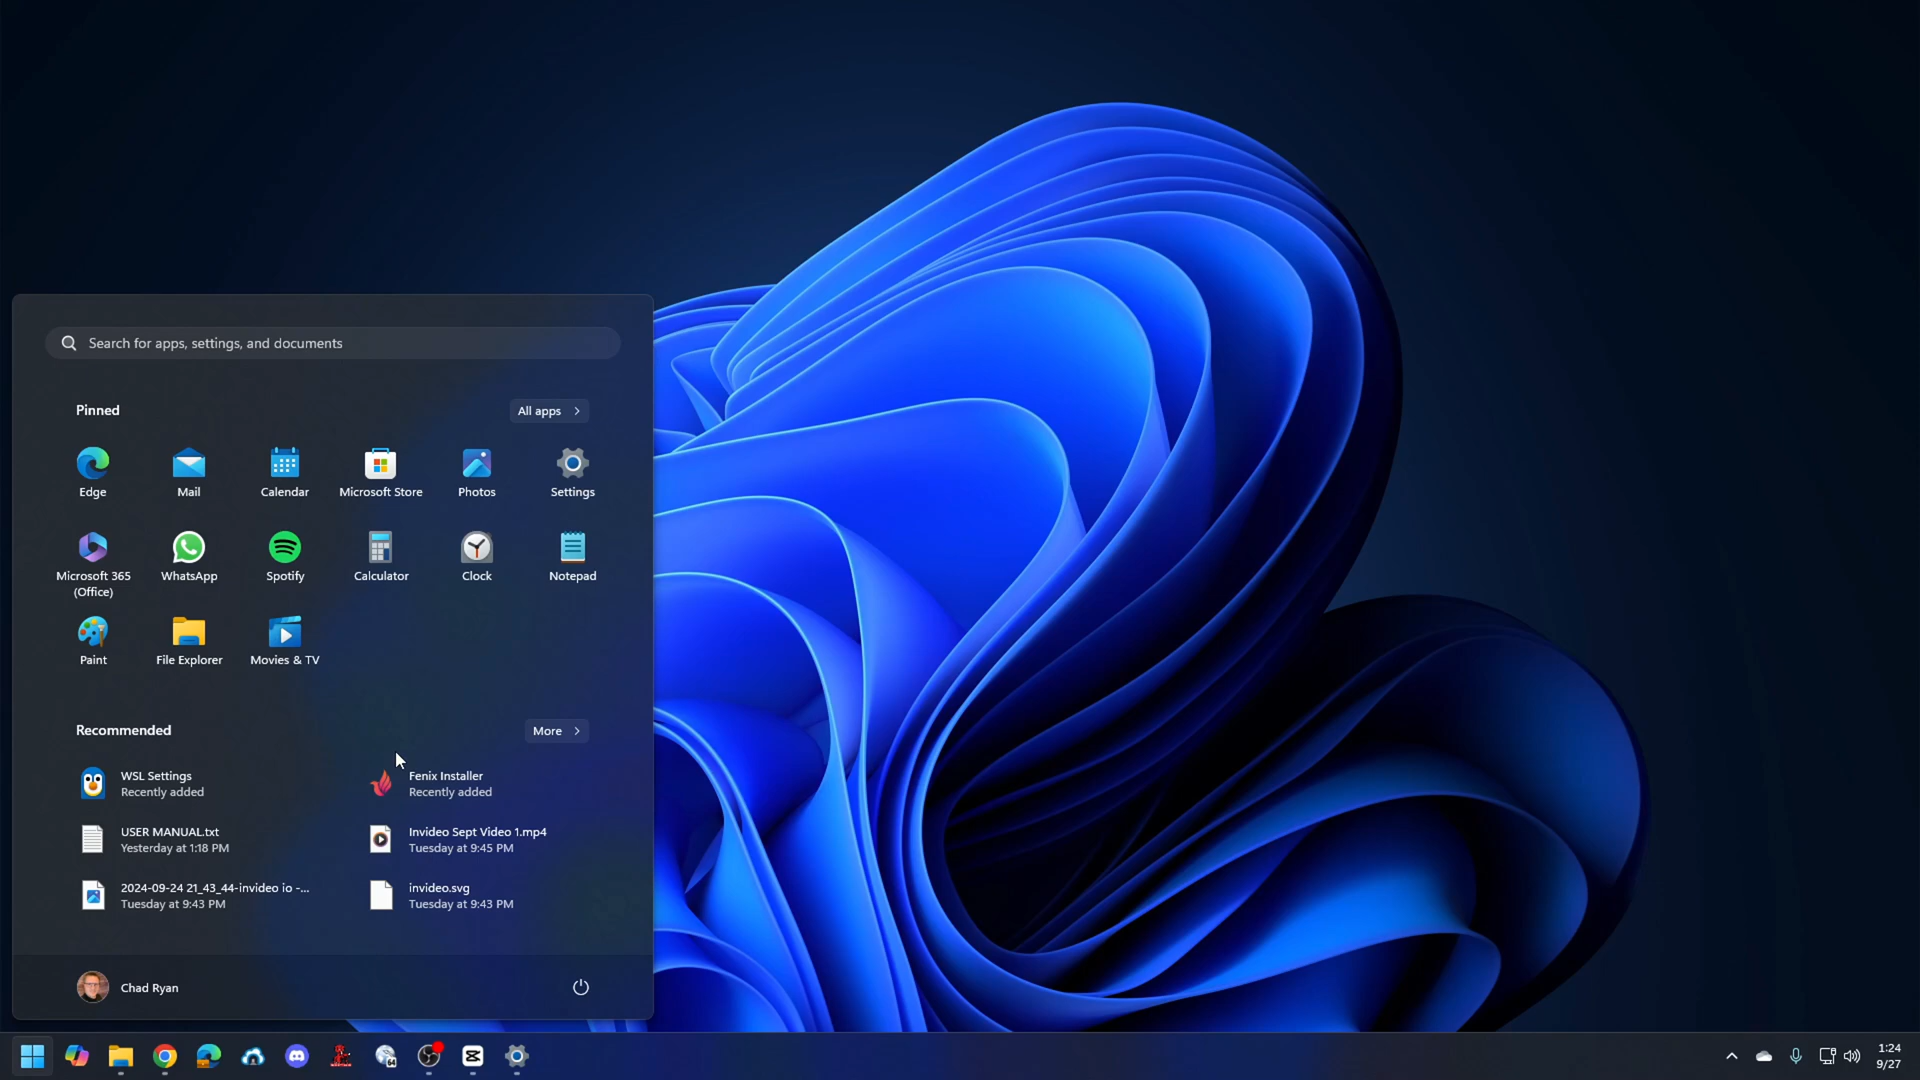 Search for apps, settings, and documents
Pinned
All apps
Edge
Mail
Calendar
Microsoft Store
Photos
Settings
Microsoft 365
(Office)
WhatsApp
Spotify
Calculator
Clock
Notepad
Paint
File Explorer
Movies & TV
Recommended
More
WSL Settings
Recently added
Fenix Installer
Recently added
USER MANUAL.txt
Yesterday at 1:18 PM
Invideo Sept Video 1.mp4
Tuesday at 9:45 PM
2024-09-24 21_43_44-invideo io -...
Tuesday at 9:43 PM
invideo.svg
Tuesday at 9:43 PM
Chad Ryan
64
1:24
9/27